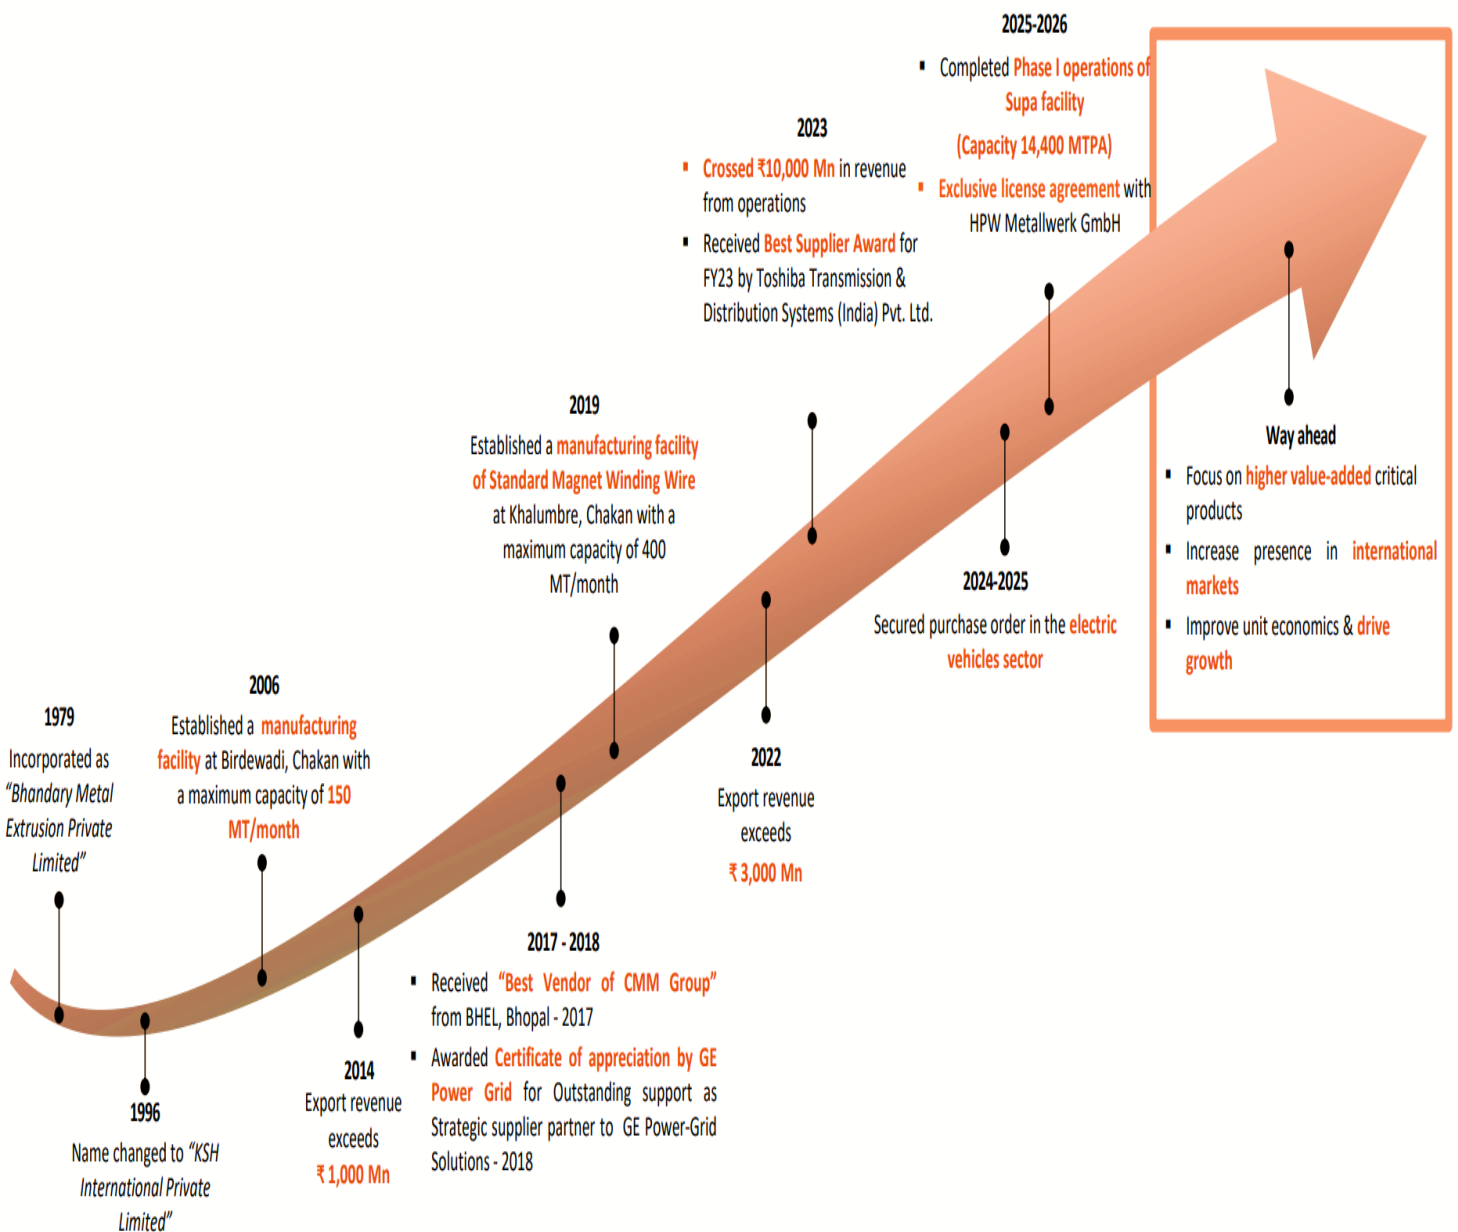 1979
Incorporated as
“Bhandary Metal
Extrusion Private
Limited”
1996
Name changed to “KSH
International Private
Limited”
2006
Established a manufacturing
facility at Birdewadi, Chakan with
a maximum capacity of 150
MT/month
2014
Export revenue
exceeds
₹ 1,000 Mn
2017 - 2018
▪ Received “Best Vendor of CMM Group”
from BHEL, Bhopal - 2017
▪ Awarded Certificate of appreciation by GE
Power Grid for Outstanding support as
Strategic supplier partner to GE Power-Grid
Solutions - 2018
2019
Established a manufacturing facility
of Standard Magnet Winding Wire
at Khalumbre, Chakan with a
maximum capacity of 400
MT/month
2022
Export revenue
exceeds
₹ 3,000 Mn
2023
▪ Crossed ₹10,000 Mn in revenue
from operations
▪ Received Best Supplier Award for
FY23 by Toshiba Transmission &
Distribution Systems (India) Pvt. Ltd.
2024-2025
Secured purchase order in the electric
vehicles sector
2025-2026
▪ Completed Phase I operations of
Supa facility
(Capacity 14,400 MTPA)
▪ Exclusive license agreement with
HPW Metallwerk GmbH
Way ahead
▪ Focus on higher value-added critical
products
▪ Increase presence in international
markets
▪ Improve unit economics & drive
growth